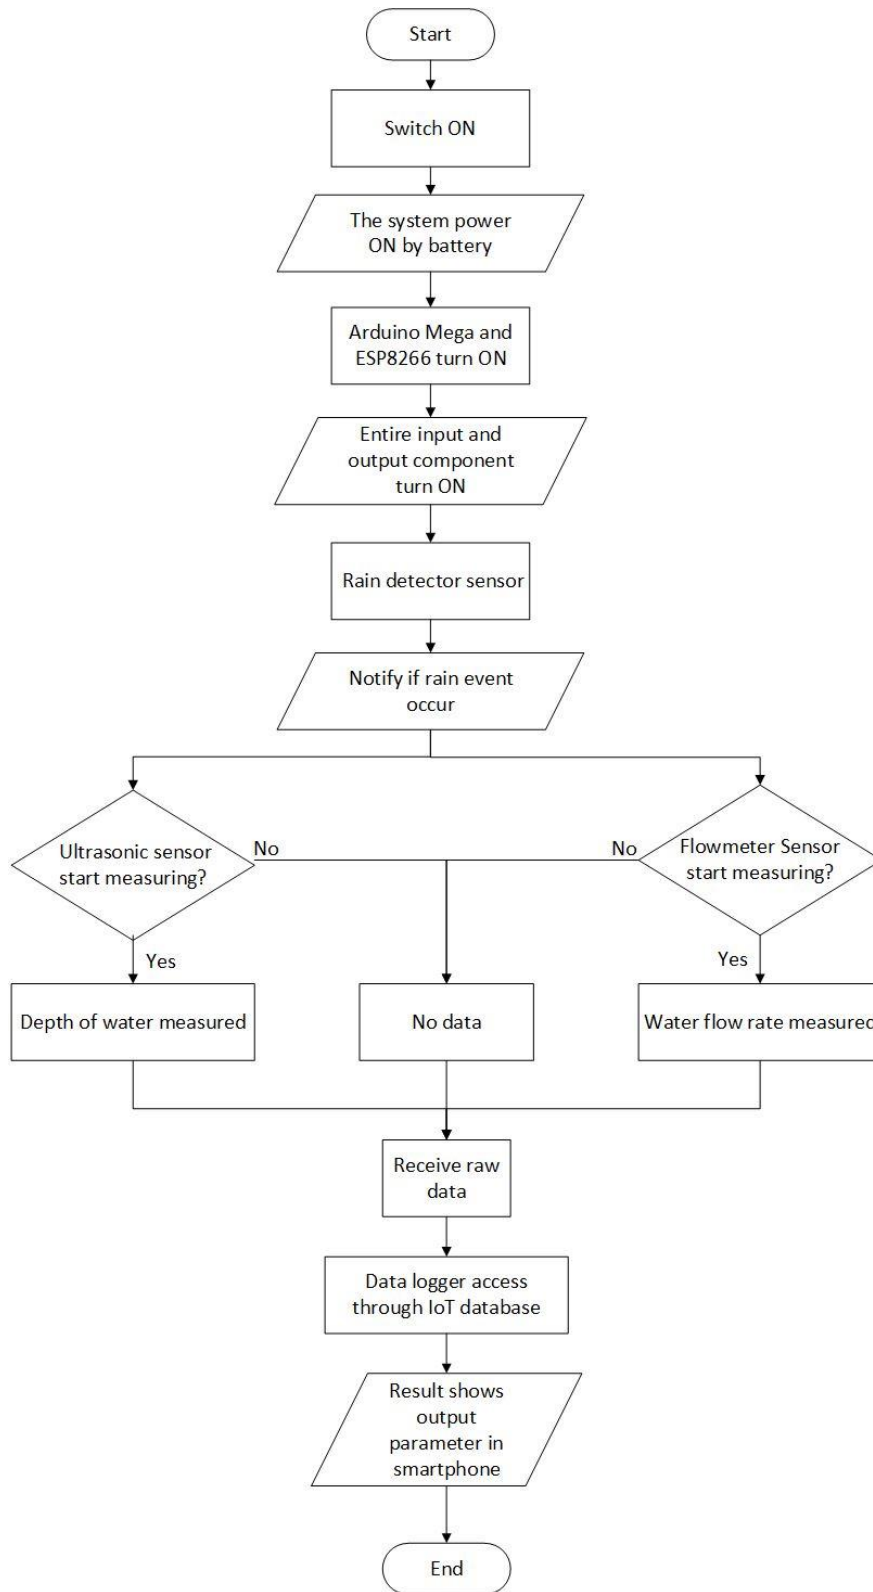 Start
Switch ON
The system power
ON by battery
Arduino Mega and
ESP8266 turn ON
Entire input and
output component
turn ON
Rain detector sensor
Notify if rain event
occur
Ultrasonic sensor
start measuring?
No
No
Flowmeter Sensor
start measuring?
Yes
Yes
Depth of water measured
No data
Water flow rate measured
Receive raw
data
Data logger access
through IoT database
Result shows
output
parameter in
smartphone
End